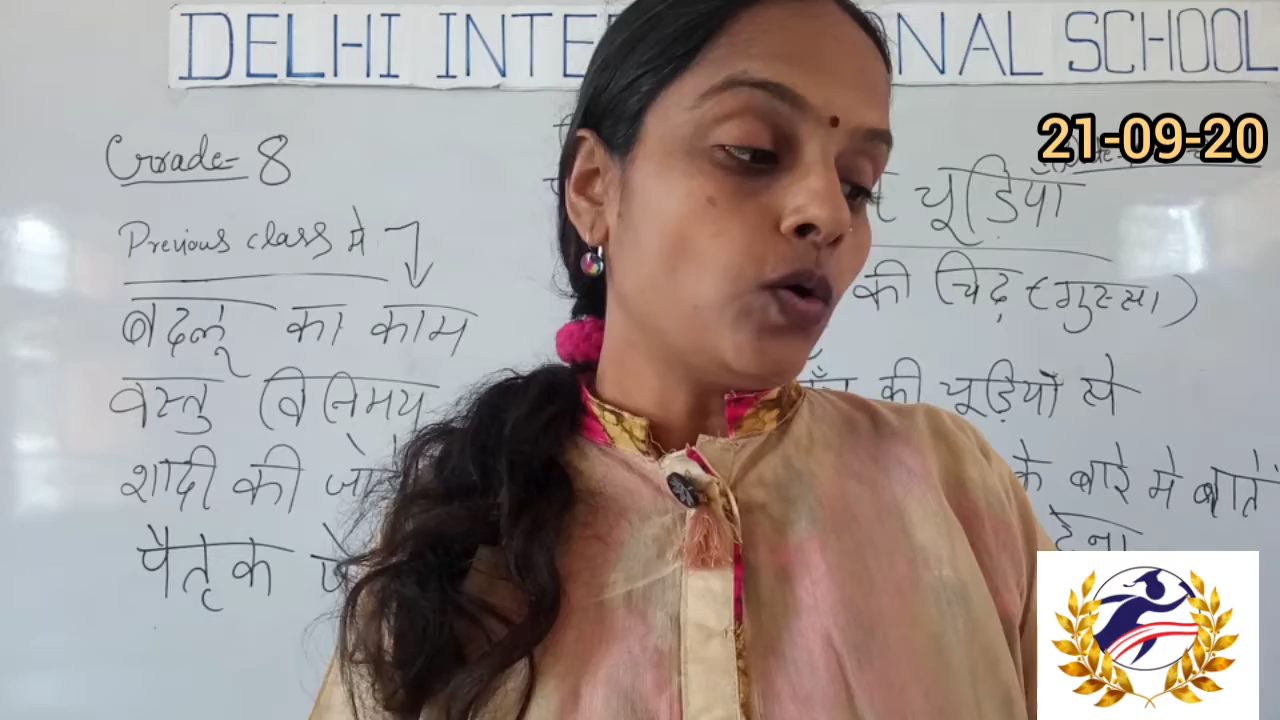 DELHI INTE NAL SCHOOL
21-09-20
Grade- 8
चूड़ियाँ
Previous class मे
की चिढ़ (गुस्सा)
बदलू का काम
की चूड़ियों से
वस्तु विनिमय
शादी की
के बारे मे बातें
पैतृक
देना